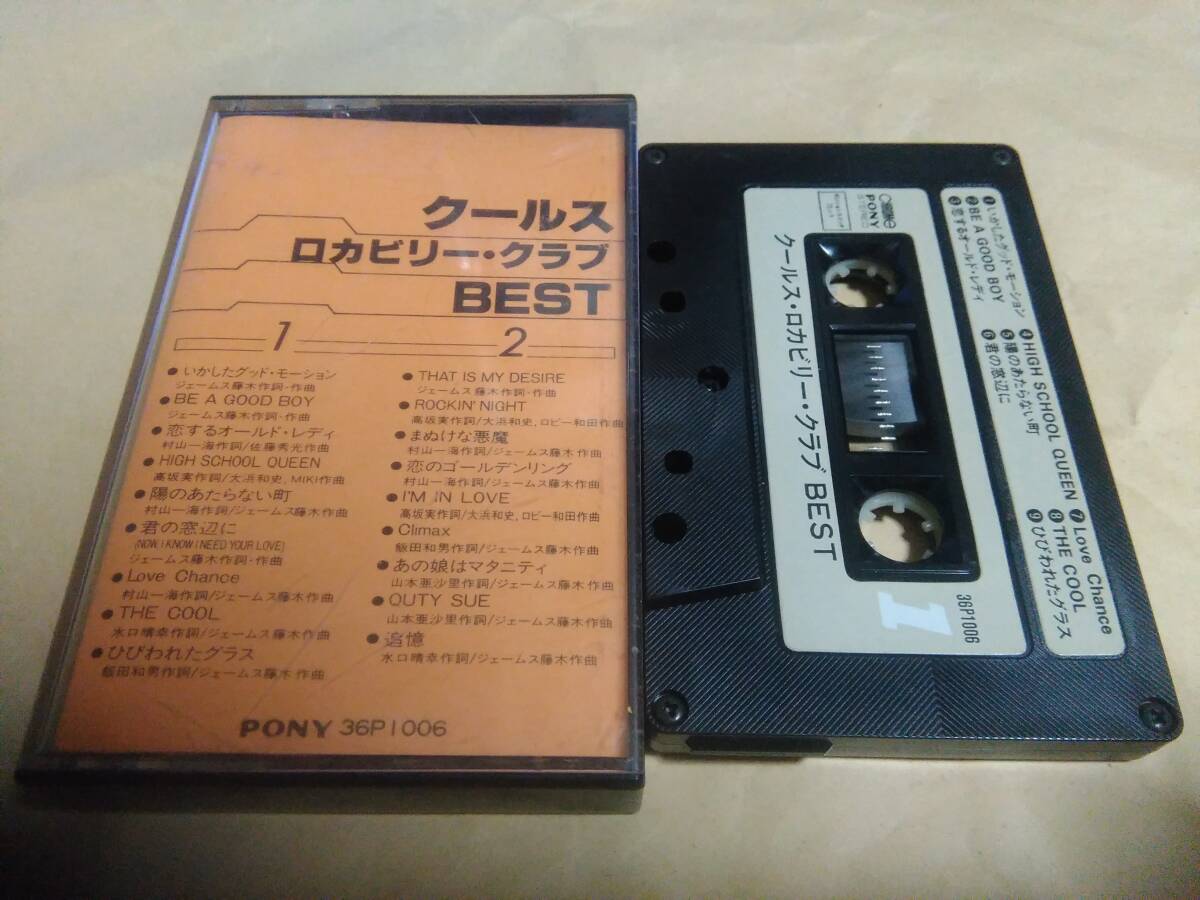 クールス
ロカビリー・クラブ
BEST
1
●いかしたグッド・モーション
ジェームス藤木作詞・作曲
●BE A GOOD BOY
ジェームス藤木作詞・作曲
●恋するオールド・レディ
村山一海作詞/佐藤秀光作曲
●HIGH SCHOOL QUEEN
高坂実作詞/大浜和史, MIKI作曲
●陽のあたらない町
村山一海作詞/ジェームス藤木作曲
●君の窓辺に
(NOW I KNOW I NEED YOUR LOVE)
ジェームス藤木作詞・作曲
●Love Chance
村山一海作詞/ジェームス藤木作曲
●THE COOL
水口晴幸作詞/ジェームス藤木作曲
●ひびわれたグラス
飯田和男作詞/ジェームス藤木作曲
2
●THAT IS MY DESIRE
ジェームス藤木作詞・作曲
●ROCKIN' NIGHT
高坂実作詞/大浜和史, ロビー和田作曲
●まぬけな悪魔
村山一海作詞/ジェームス藤木作曲
●恋のゴールデンリング
村山一海作詞/ジェームス藤木作曲
●I'M IN LOVE
高坂実作詞/大浜和史, ロビー和田作曲
●Climax
飯田和男作詞/ジェームス藤木作曲
●あの娘はマタニティ
山本亜沙里作詞/ジェームス藤木作曲
●QUTY SUE
山本亜沙里作詞/ジェームス藤木作曲
●追憶
水口晴幸作詞/ジェームス藤木作曲
PONY 36P1006
❶いかしたグッド・モーション
❷BE A GOOD BOY
❸恋するオールド・レディ
❹HIGH SCHOOL QUEEN
❺陽のあたらない町
❻君の窓辺に
❼Love Chance
❽THE COOL
❾ひびわれたグラス
PONY
STEREO
クールス・ロカビリー・クラブ BEST
36P1006
1